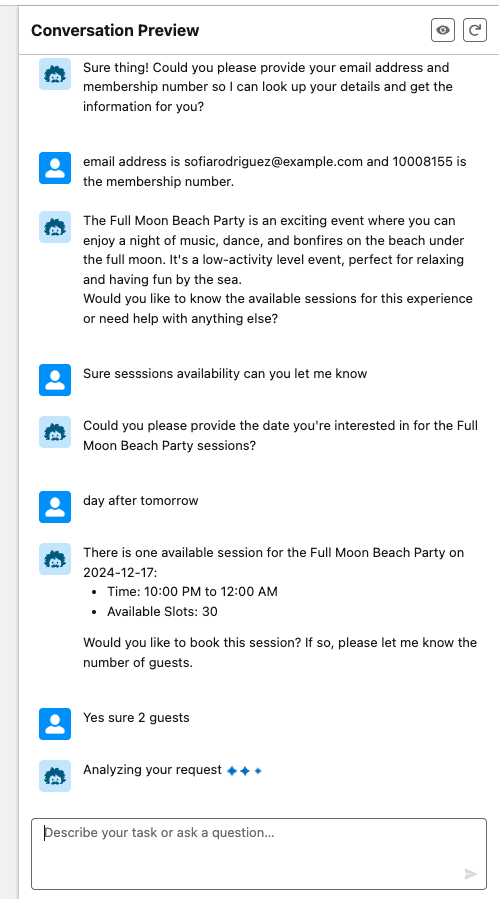 Conversation Preview
Sure thing! Could you please provide your email address and
membership number so I can look up your details and get the
information for you?
email address is sofiarodriguez@example.com and 10008155 is
the membership number.
The Full Moon Beach Party is an exciting event where you can
enjoy a night of music, dance, and bonfires on the beach under
the full moon. It's a low-activity level event, perfect for relaxing
and having fun by the sea.
Would you like to know the available sessions for this experience
or need help with anything else?
Sure sesssions availability can you let me know
Could you please provide the date you're interested in for the Full
Moon Beach Party sessions?
day after tomorrow
There is one available session for the Full Moon Beach Party on
2024-12-17:
• Time: 10:00 PM to 12:00 AM
• Available Slots: 30
Would you like to book this session? If so, please let me know the
number of guests.
Yes sure 2 guests
Analyzing your request
Describe your task or ask a question...